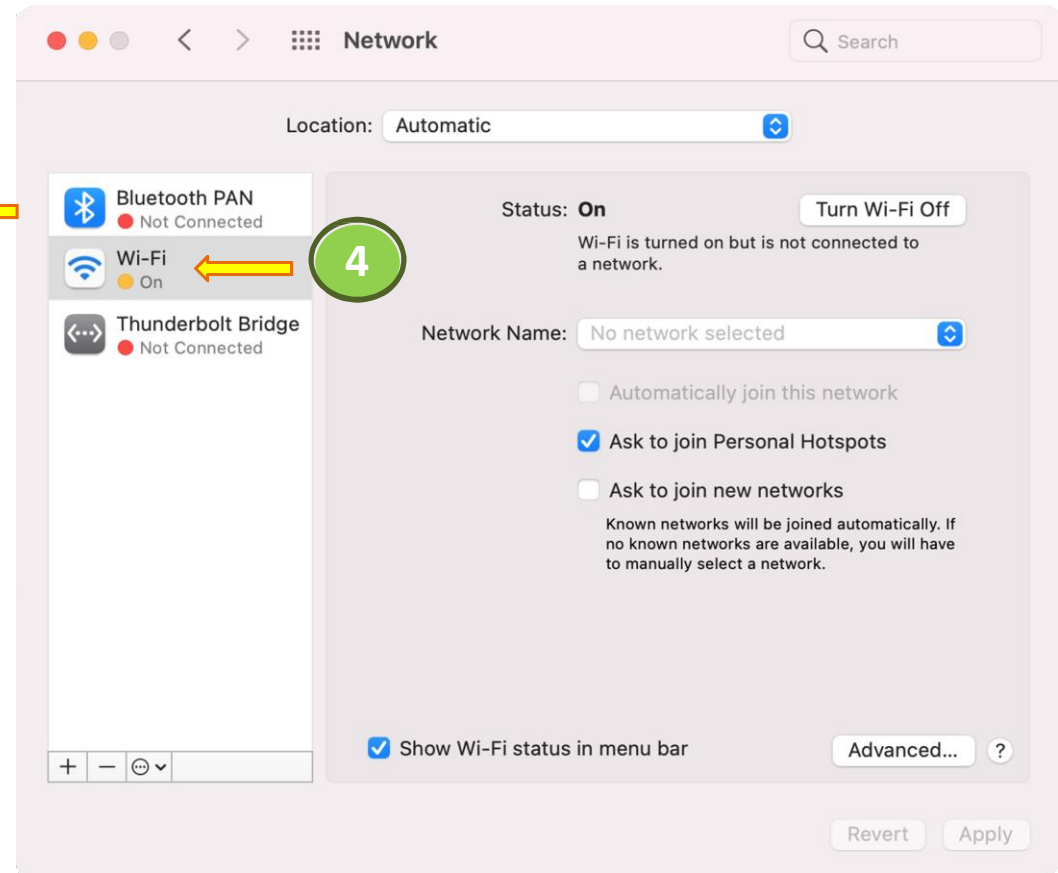 Network
Search
Location: Automatic
Bluetooth PAN
Not Connected
Wi-Fi
On
Thunderbolt Bridge
Not Connected
4
Status: On
Turn Wi-Fi Off
Wi-Fi is turned on but is not connected to
a network.
Network Name: No network selected
Automatically join this network
Ask to join Personal Hotspots
Ask to join new networks
Known networks will be joined automatically. If
no known networks are available, you will have
to manually select a network.
Show Wi-Fi status in menu bar
Advanced...
?
Revert
Apply